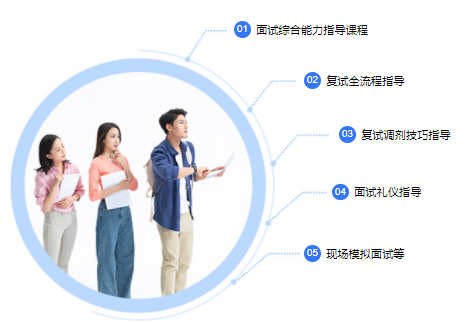 01 面试综合能力指导课程
02 复试全流程指导
03 复试调剂技巧指导
04 面试礼仪指导
05 现场模拟面试等